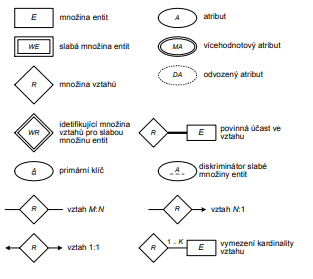 E množina entit
A atribut
WE slabá množina entit
MA vícehodnotový atribut
R množina vztahů
DA odvozený atribut
WR idetifikující množina
vztahů pro slabou
množinu entit
R E povinná účast ve
vztahu
A primární klíč
A diskriminátor slabé
množiny entit
R vztah M:N
R vztah N:1
R vztah 1:1
R 1 .. K E vymezení kardinality
vztahu